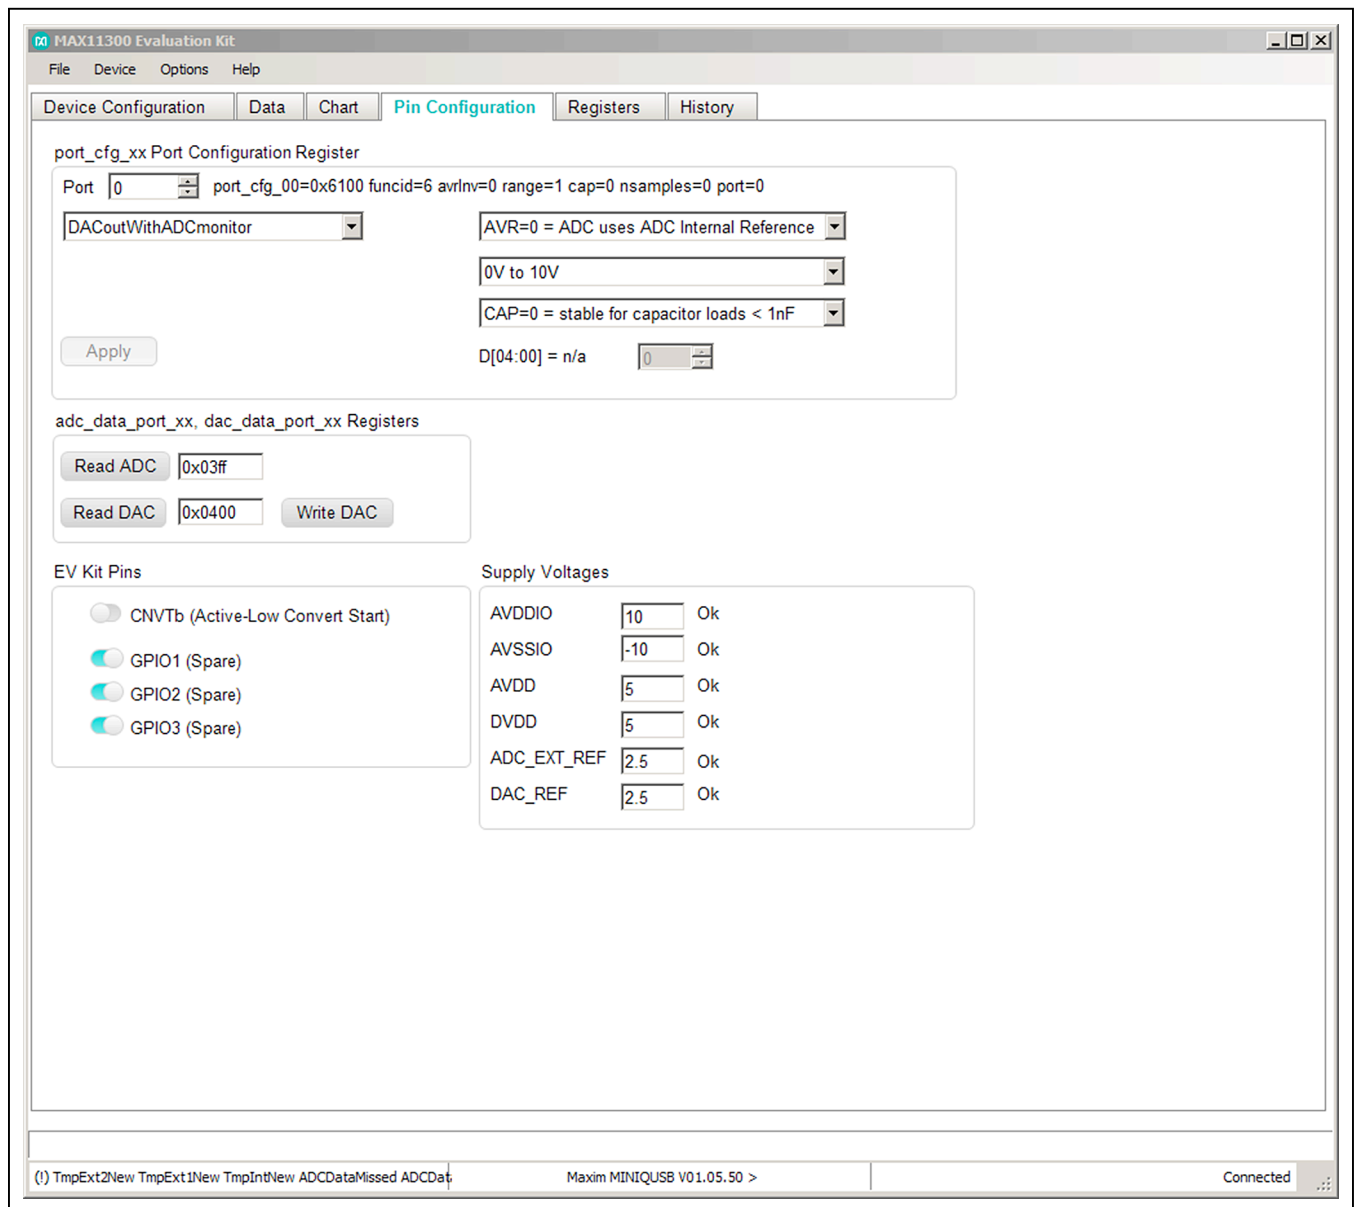 MAX11300 Evaluation Kit
File Device Options Help
Device Configuration Data Chart Pin Configuration Registers History
port_cfg_xx Port Configuration Register
Port 0 port_cfg_00=0x6100 funcid=6 avrInv=0 range=1 cap=0 nsamples=0 port=0
DACoutWithADCmonitor AVR=0 = ADC uses ADC Internal Reference
0V to 10V
CAP=0 = stable for capacitor loads < 1nF
Apply D[04:00] = n/a 0
adc_data_port_xx, dac_data_port_xx Registers
Read ADC 0x03ff
Read DAC 0x0400 Write DAC
EV Kit Pins
CNVTb (Active-Low Convert Start)
GPIO1 (Spare)
GPIO2 (Spare)
GPIO3 (Spare)
Supply Voltages
AVDDIO 10 Ok
AVSSIO -10 Ok
AVDD 5 Ok
DVDD 5 Ok
ADC_EXT_REF 2.5 Ok
DAC_REF 2.5 Ok
(!) TmpExt2New TmpExt1New TmpIntNew ADCDataMissed ADCDat Maxim MINIQUSB V01.05.50 > Connected